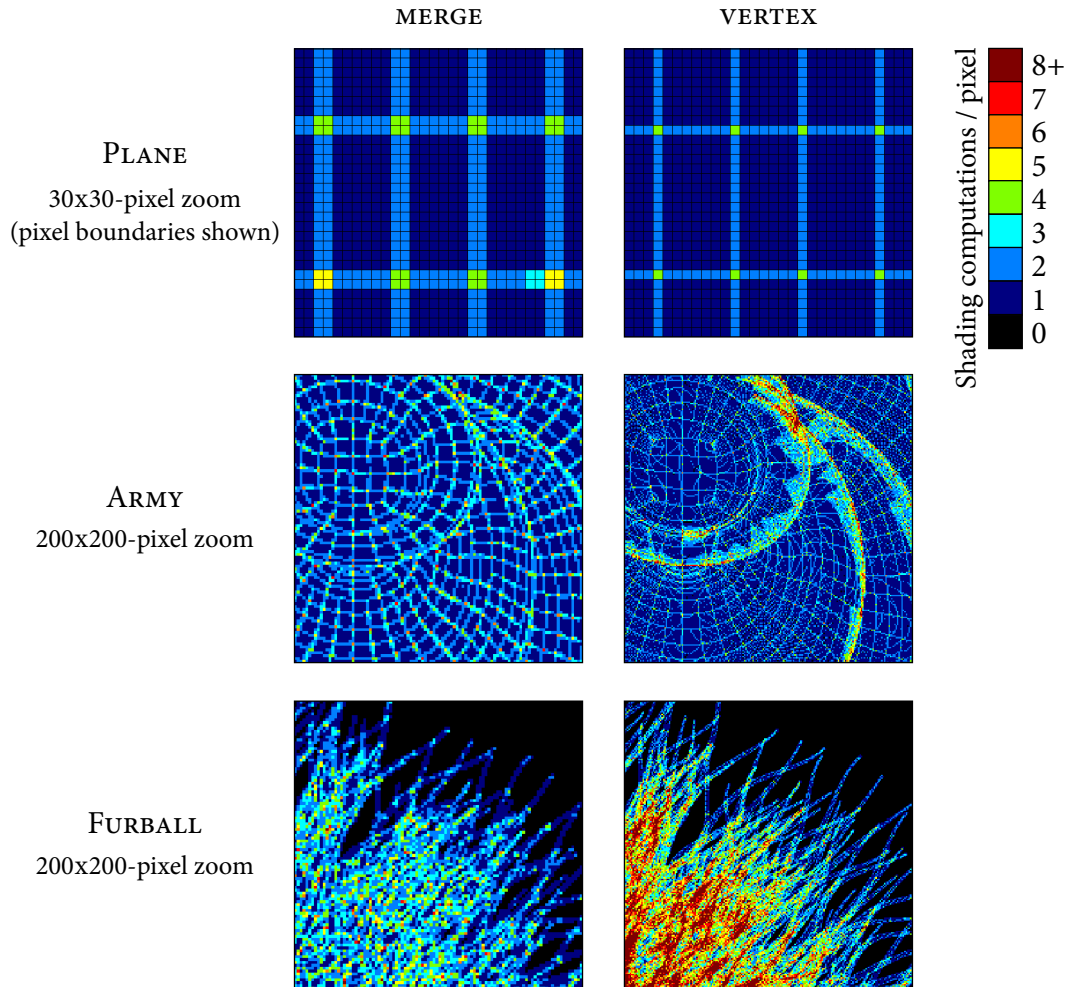 MERGE
VERTEX
PLANE
30x30-pixel zoom
(pixel boundaries shown)
ARMY
200x200-pixel zoom
FURBALL
200x200-pixel zoom
Shading computations / pixel
8+
7
6
5
4
3
2
1
0